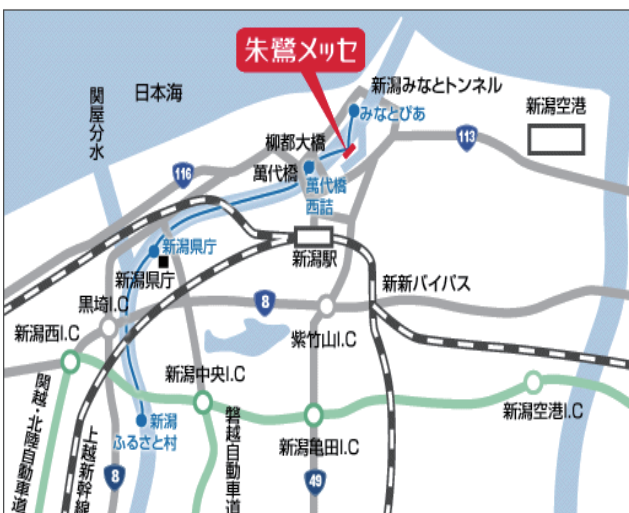 朱鷺メッセ
新潟みなとトンネル
みなとぴあ
新潟空港
日本海
関屋分水
柳都大橋
113
116
萬代橋
萬代橋
西詰
新潟県庁
新潟県庁
新潟駅
新新バイパス
黒埼I.C
8
紫竹山I.C
新潟西I.C
新潟中央I.C
新潟空港I.C
新潟
ふるさと村
新潟亀田I.C
関越・北陸自動車道
上越新幹線
磐越自動車道
8
49